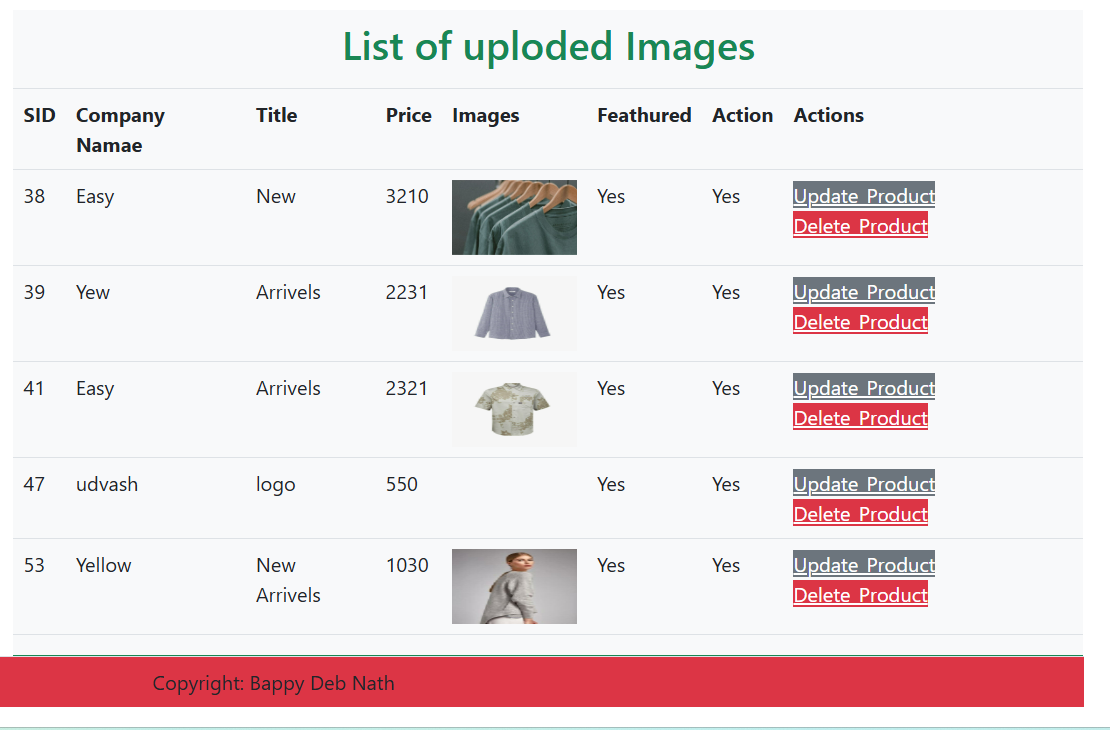 List of uploded Images
SID Company Namae Title Price Images Feathured Action Actions
38 Easy New 3210 Yes Yes Update Product
Delete Product
39 Yew Arrivels 2231 Yes Yes Update Product
Delete Product
41 Easy Arrivels 2321 Yes Yes Update Product
Delete Product
47 udvash logo 550 Yes Yes Update Product
Delete Product
53 Yellow New Arrivels 1030 Yes Yes Update Product
Delete Product
Copyright: Bappy Deb Nath